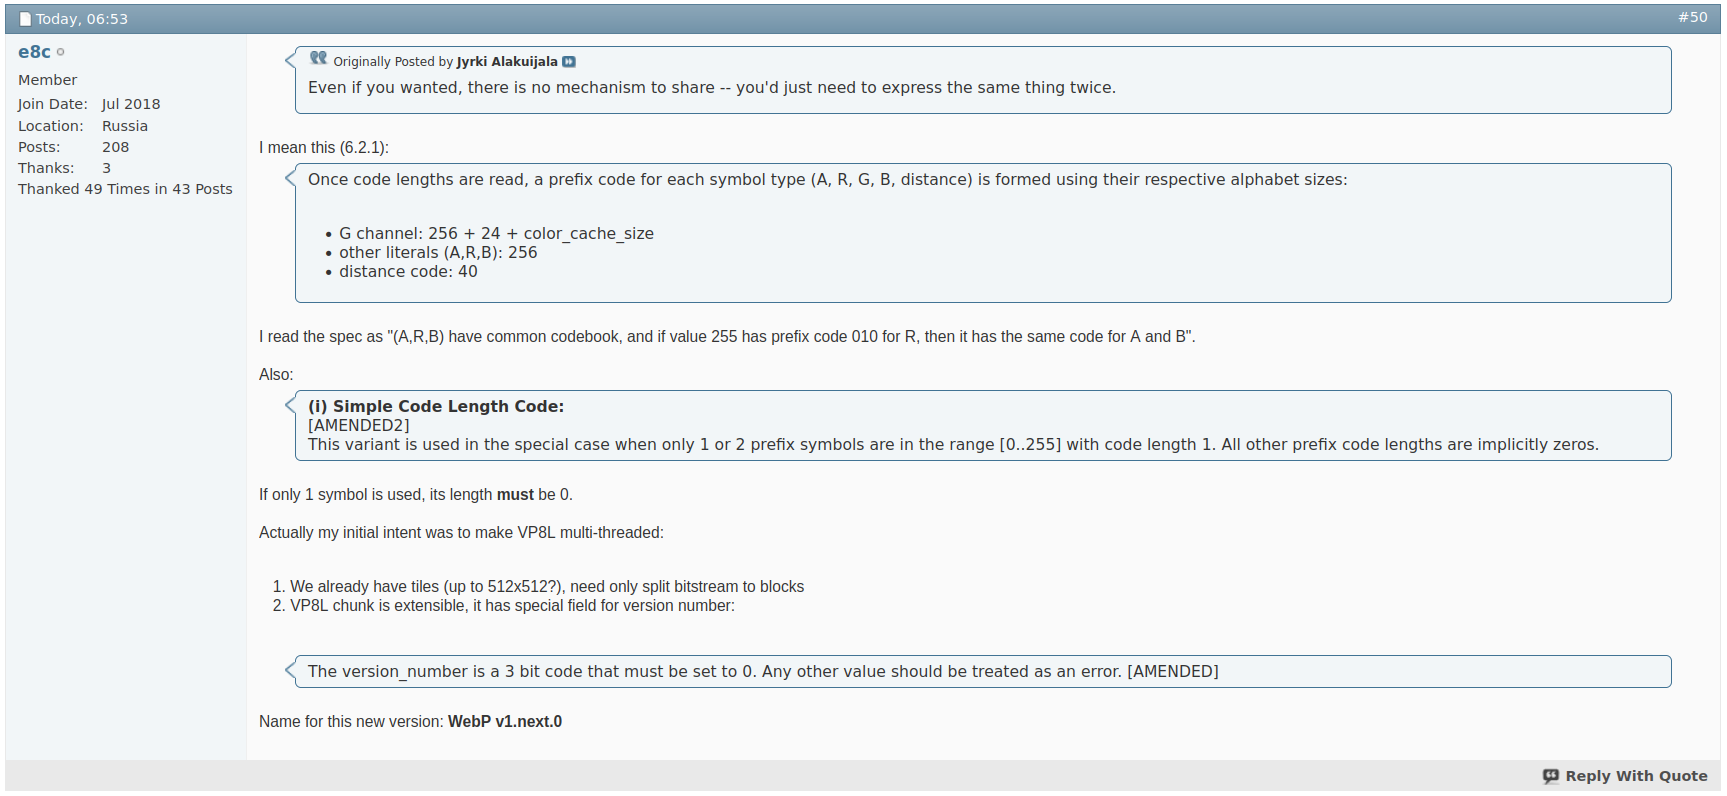 Today, 06:53
#50
e8c
Member
Join Date: Jul 2018
Location: Russia
Posts: 208
Thanks: 3
Thanked 49 Times in 43 Posts
Originally Posted by Jyrki Alakuijala
Even if you wanted, there is no mechanism to share -- you'd just need to express the same thing twice.
I mean this (6.2.1):
Once code lengths are read, a prefix code for each symbol type (A, R, G, B, distance) is formed using their respective alphabet sizes:
• G channel: 256 + 24 + color_cache_size
• other literals (A,R,B): 256
• distance code: 40
I read the spec as "(A,R,B) have common codebook, and if value 255 has prefix code 010 for R, then it has the same code for A and B".
Also:
(i) Simple Code Length Code:
[AMENDED2]
This variant is used in the special case when only 1 or 2 prefix symbols are in the range [0..255] with code length 1. All other prefix code lengths are implicitly zeros.
If only 1 symbol is used, its length must be 0.
Actually my initial intent was to make VP8L multi-threaded:
1. We already have tiles (up to 512x512?), need only split bitstream to blocks
2. VP8L chunk is extensible, it has special field for version number:
The version_number is a 3 bit code that must be set to 0. Any other value should be treated as an error. [AMENDED]
Name for this new version: WebP v1.next.0
Reply With Quote